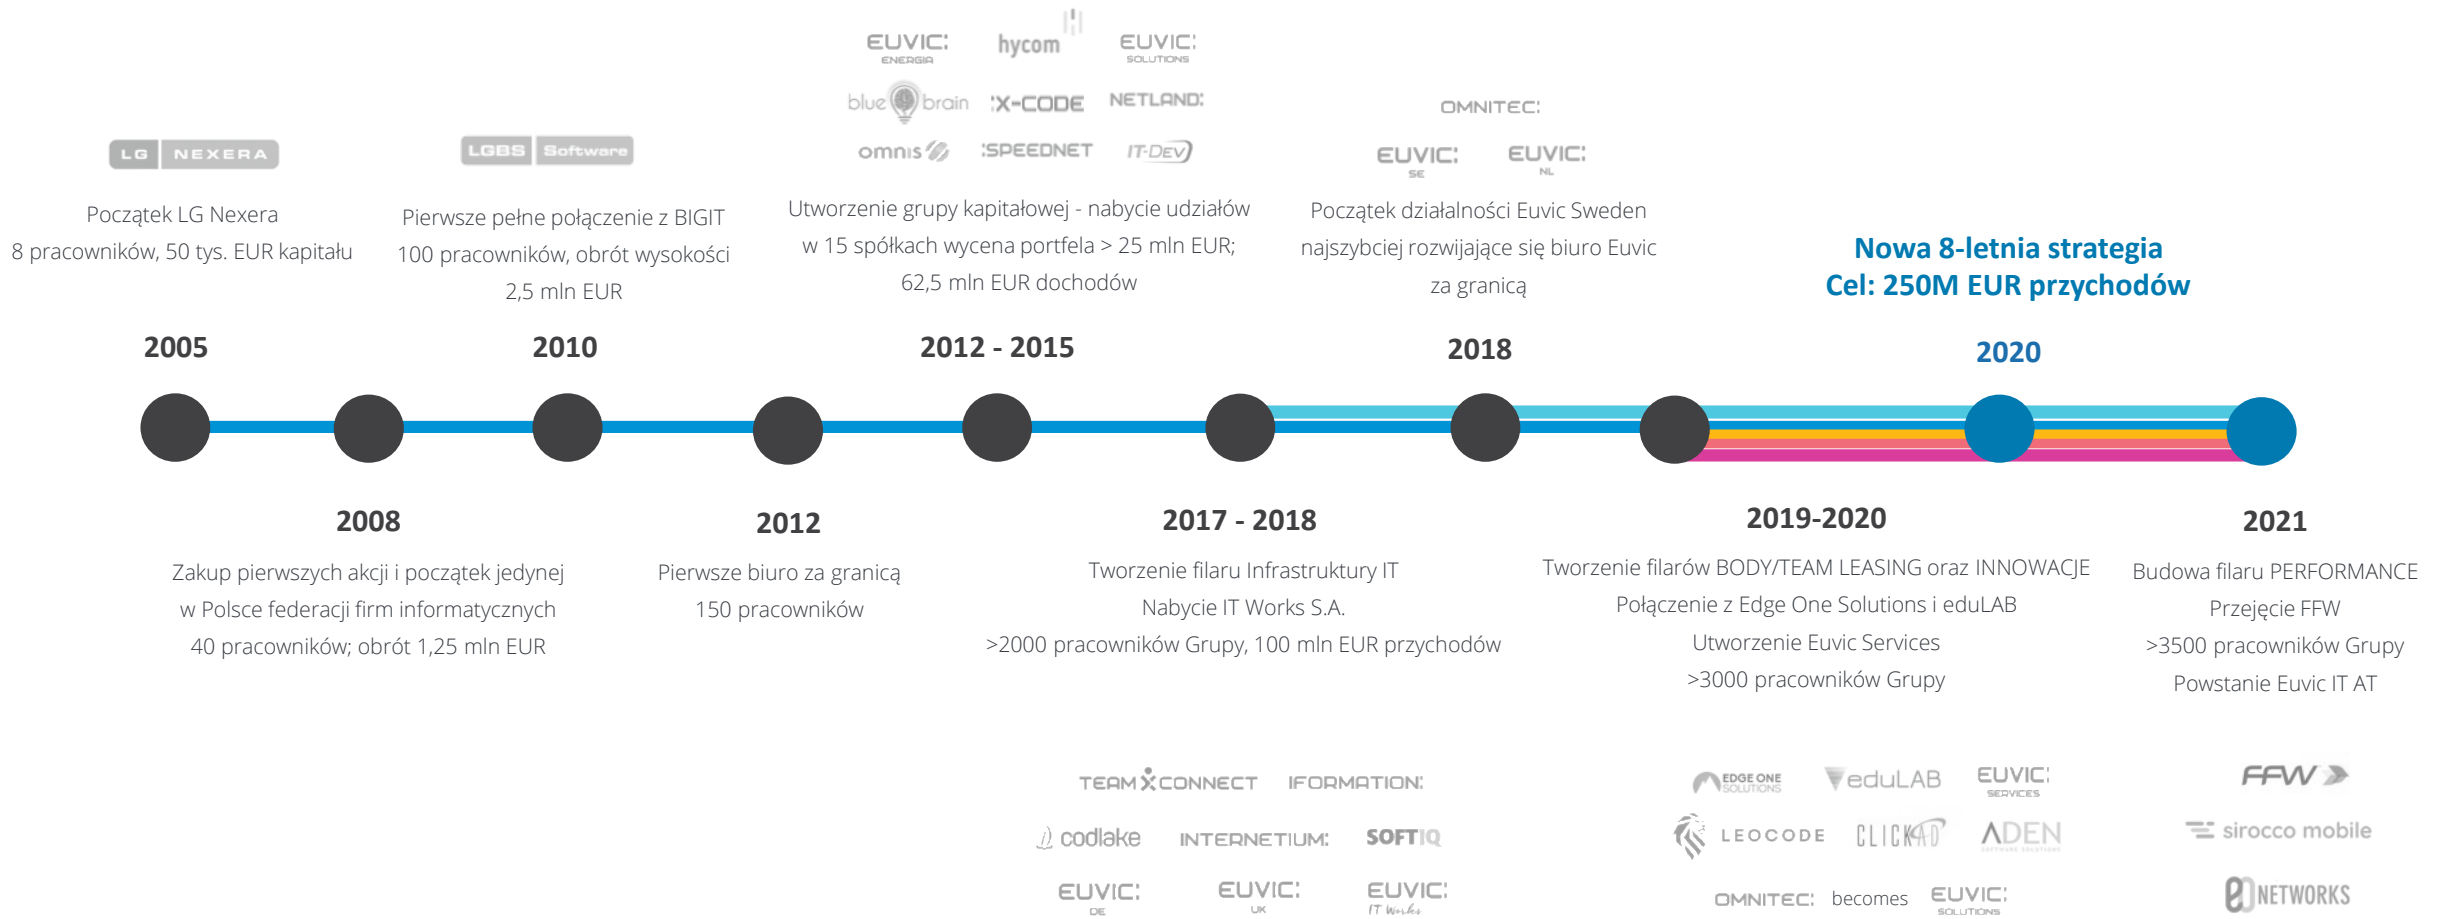 LG NEXERA
Początek LG Nexera
8 pracowników, 50 tys. EUR kapitału
2005
2008
Zakup pierwszych akcji i początek jedynej
w Polsce federacji firm informatycznych
40 pracowników; obrót 1,25 mln EUR
LGBS Software
Pierwsze pełne połączenie z BIGIT
100 pracowników, obrót wysokości
2,5 mln EUR
2010
2012
Pierwsze biuro za granicą
150 pracowników
EUVIC: ENERGIA
hycom
EUVIC: SOLUTIONS
blue brain
:X-CODE
NETLAND:
omnis
:SPEEDNET
IT-DEV
Utworzenie grupy kapitałowej - nabycie udziałów
w 15 spółkach wycena portfela > 25 mln EUR;
62,5 mln EUR dochodów
2012 - 2015
2017 - 2018
Tworzenie filaru Infrastruktury IT
Nabycie IT Works S.A.
>2000 pracowników Grupy, 100 mln EUR przychodów
TEAM CONNECT
IFORMATION:
codlake
INTERNETIUM:
SOFTIQ
EUVIC: DE
EUVIC: UK
EUVIC: IT Works
OMNITEC:
EUVIC: SE
EUVIC: NL
Początek działalności Euvic Sweden
najszybciej rozwijające się biuro Euvic
za granicą
2018
2019-2020
Tworzenie filarów BODY/TEAM LEASING oraz INNOWACJE
Połączenie z Edge One Solutions i eduLAB
Utworzenie Euvic Services
>3000 pracowników Grupy
EDGE ONE SOLUTIONS
eduLAB
EUVIC: SERVICES
LEOCODE
CLICKAD
ADEN SOFTWARE SOLUTIONS
OMNITEC: becomes EUVIC: SOLUTIONS
Nowa 8-letnia strategia
Cel: 250M EUR przychodów
2020
2021
Budowa filaru PERFORMANCE
Przejęcie FFW
>3500 pracowników Grupy
Powstanie Euvic IT AT
FFW
sirocco mobile
NETWORKS